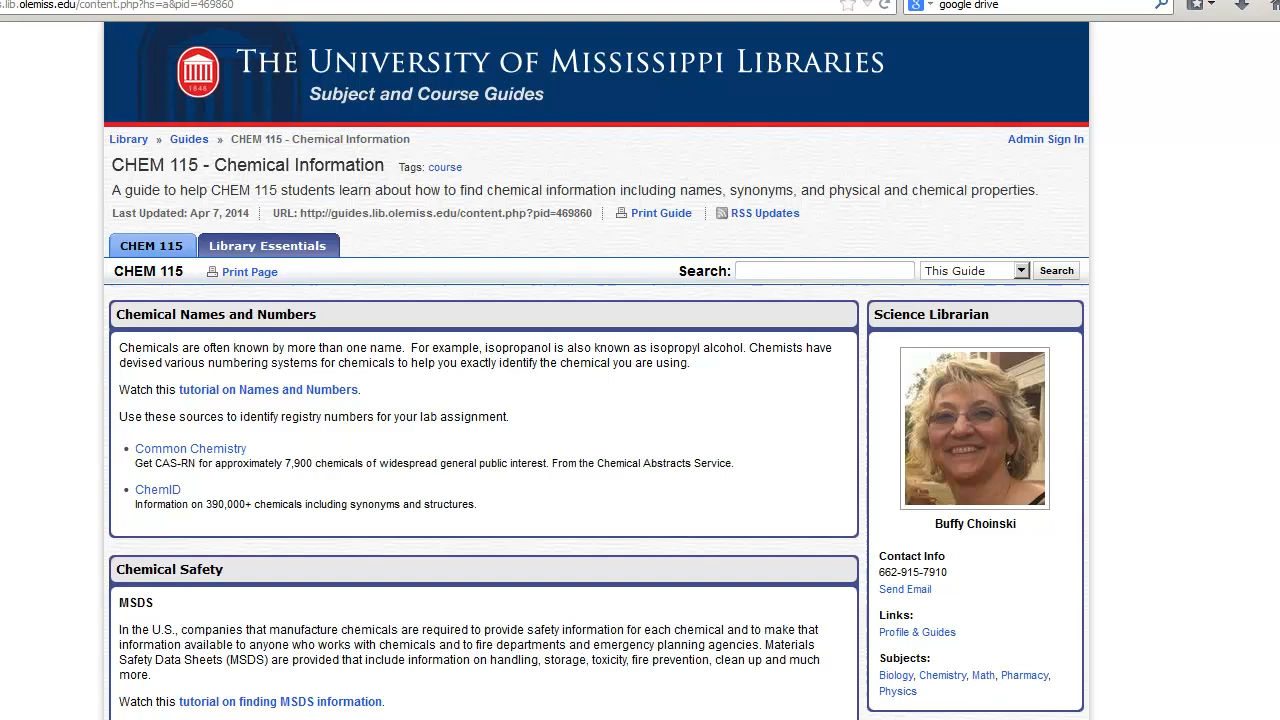 s.lib.olemiss.edu/content.php?hs=a&pid=469860
google drive
THE UNIVERSITY OF MISSISSIPPI LIBRARIES
1848
Subject and Course Guides
Library » Guides » CHEM 115 - Chemical Information
Admin Sign In
CHEM 115 - Chemical Information Tags: course
A guide to help CHEM 115 students learn about how to find chemical information including names, synonyms, and physical and chemical properties.
Last Updated: Apr 7, 2014 URL: http://guides.lib.olemiss.edu/content.php?pid=469860 Print Guide RSS Updates
CHEM 115 Library Essentials
CHEM 115 Print Page Search: This Guide Search
Chemical Names and Numbers
Chemicals are often known by more than one name. For example, isopropanol is also known as isopropyl alcohol. Chemists have
devised various numbering systems for chemicals to help you exactly identify the chemical you are using.
Watch this tutorial on Names and Numbers.
Use these sources to identify registry numbers for your lab assignment.
• Common Chemistry
Get CAS-RN for approximately 7,900 chemicals of widespread general public interest. From the Chemical Abstracts Service.
• ChemID
Information on 390,000+ chemicals including synonyms and structures.
Chemical Safety
MSDS
In the U.S., companies that manufacture chemicals are required to provide safety information for each chemical and to make that
information available to anyone who works with chemicals and to fire departments and emergency planning agencies. Materials
Safety Data Sheets (MSDS) are provided that include information on handling, storage, toxicity, fire prevention, clean up and much
more.
Watch this tutorial on finding MSDS information.
Science Librarian
Buffy Choinski
Contact Info
662-915-7910
Send Email
Links:
Profile & Guides
Subjects:
Biology, Chemistry, Math, Pharmacy,
Physics